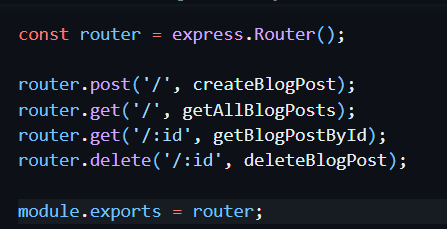 const router = express.Router();
router.post('/', createBlogPost);
router.get('/', getAllBlogPosts);
router.get('/:id', getBlogPostById);
router.delete('/:id', deleteBlogPost);
module.exports = router;